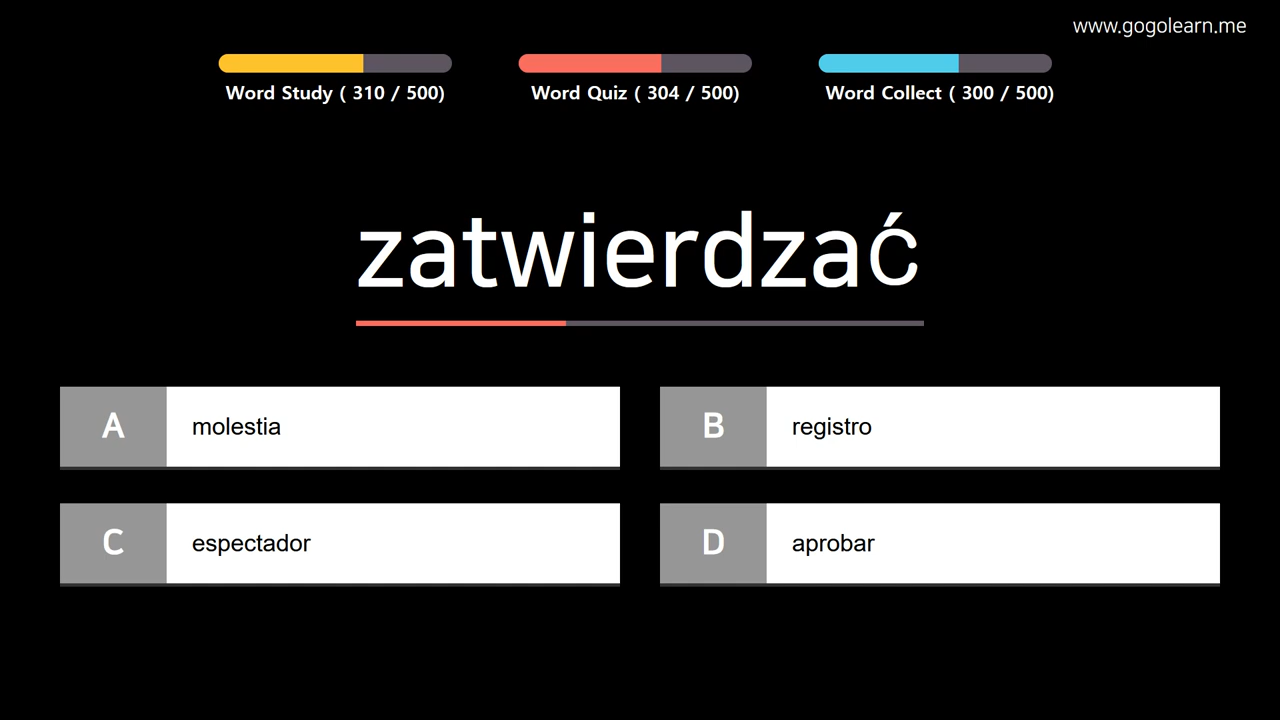 www.gogolearn.me
Word Study ( 310 / 500)
Word Quiz ( 304 / 500)
Word Collect ( 300 / 500)
zatwierdzać
A molestia
B registro
C espectador
D aprobar